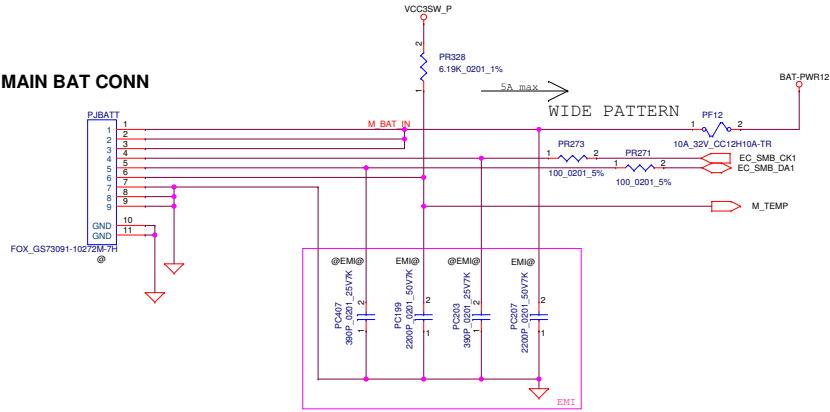 VCC3SW_P
2
PR328
6.19K_0201_1%
1
MAIN BAT CONN
5A max
WIDE PATTERN
BAT-PWR12
PJBATT
M_BAT_IN
1
PF12
2
10A_32V_CC12H10A-TR
1 1
2 2
3 3
4 4
5 5
6 6
7 7
8 8
9 9
GND 10
GND 11
PR273
1 2
100_0201_5%
PR271
1 2
100_0201_5%
EC_SMB_CK1
EC_SMB_DA1
M_TEMP
FOX_GS73091-10272M-7H
@
@EMI@
EMI@
@EMI@
EMI@
PC407
390P_0201_25V7K
2
1
PC199
2200P_0201_50V7K
2
1
PC203
390P_0201_25V7K
2
1
PC207
2200P_0201_50V7K
2
1
EMI